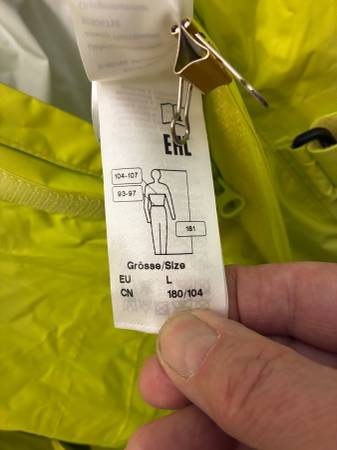 EAC
104-107
93-97
181
Grösse/Size
EU L
CN 180/104